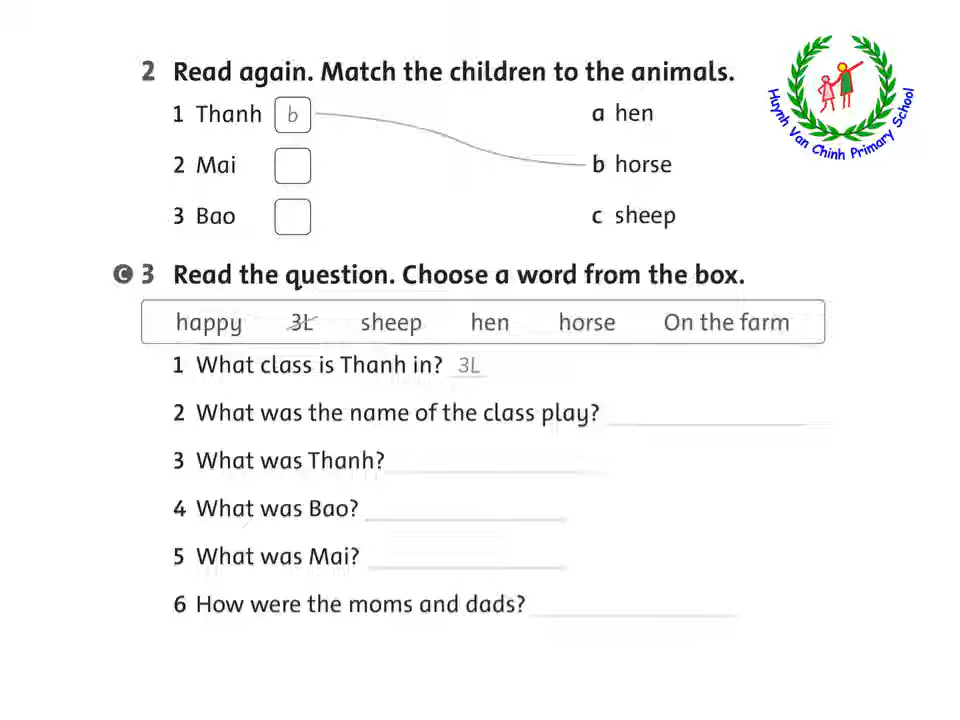 2 Read again. Match the children to the animals.
1 Thanh b a hen
2 Mai b horse
3 Bao c sheep
C 3 Read the question. Choose a word from the box.
happy 3L sheep hen horse On the farm
1 What class is Thanh in? 3L
2 What was the name of the class play?
3 What was Thanh?
4 What was Bao?
5 What was Mai?
6 How were the moms and dads?
Huynh Van Chinh Primary School